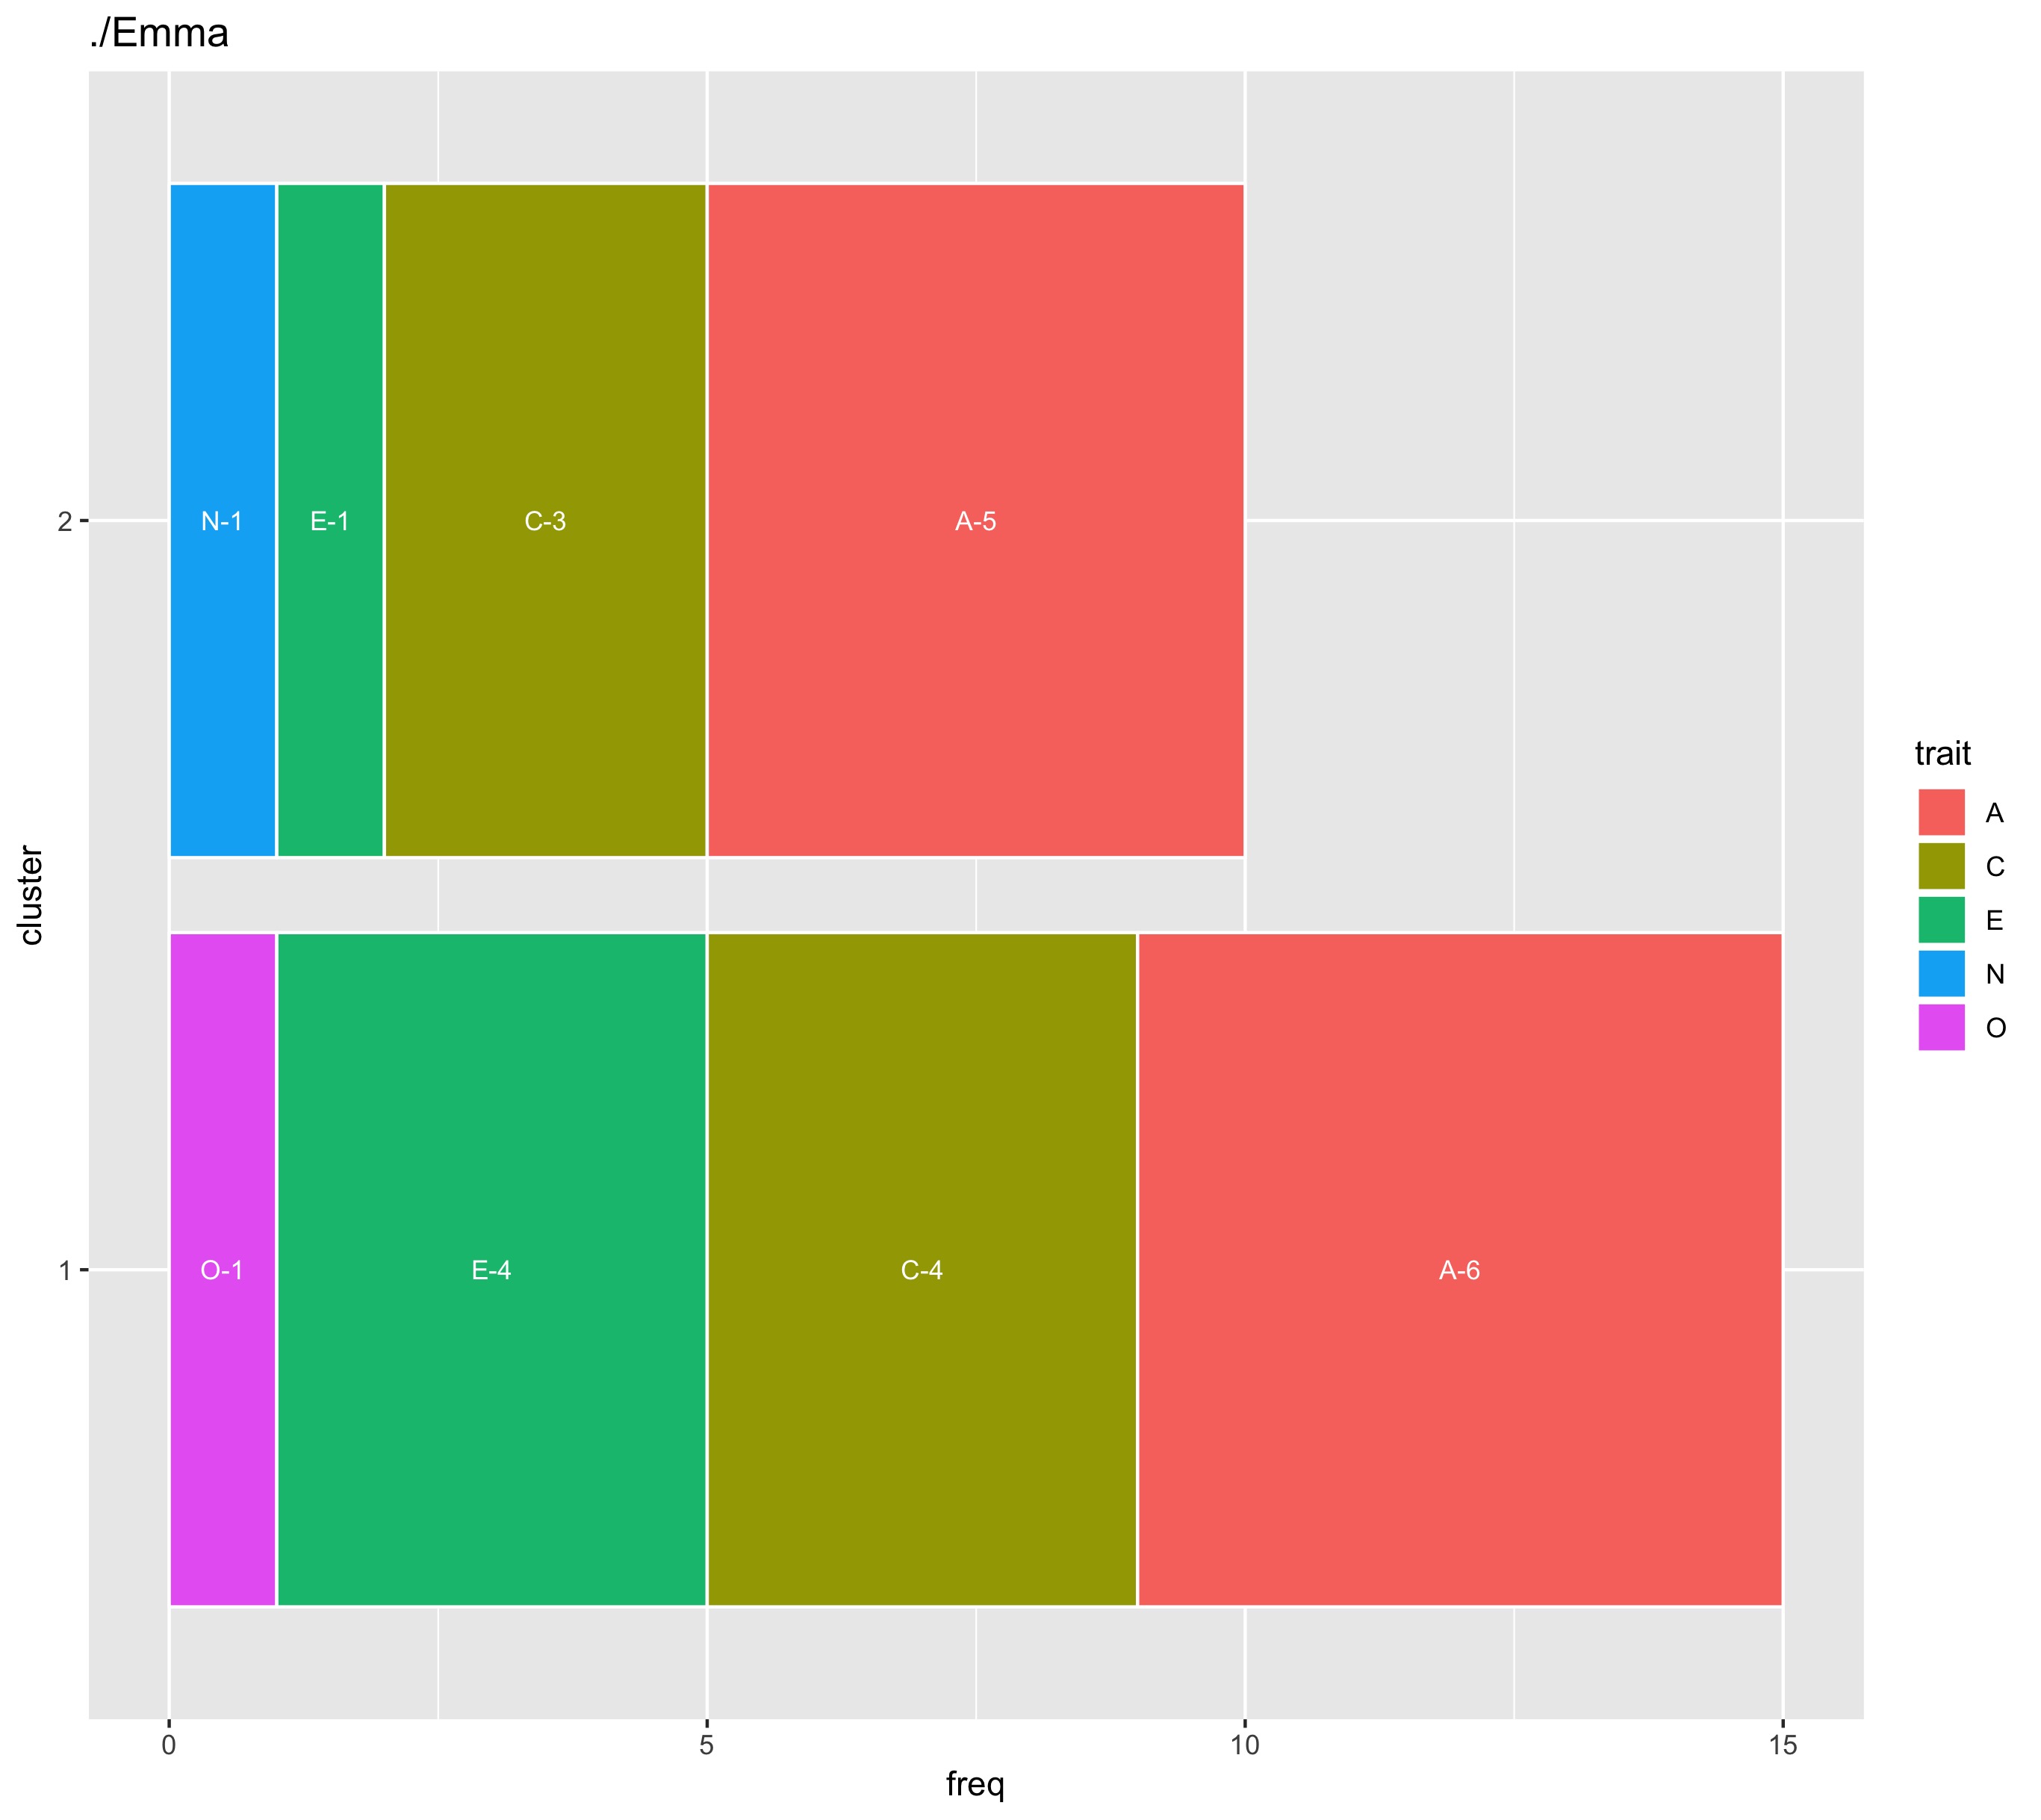 ./Emma
2
N-1 E-1 C-3 A-5
cluster
1
O-1 E-4 C-4 A-6
0 5 10 15
freq
trait
A
C
E
N
O